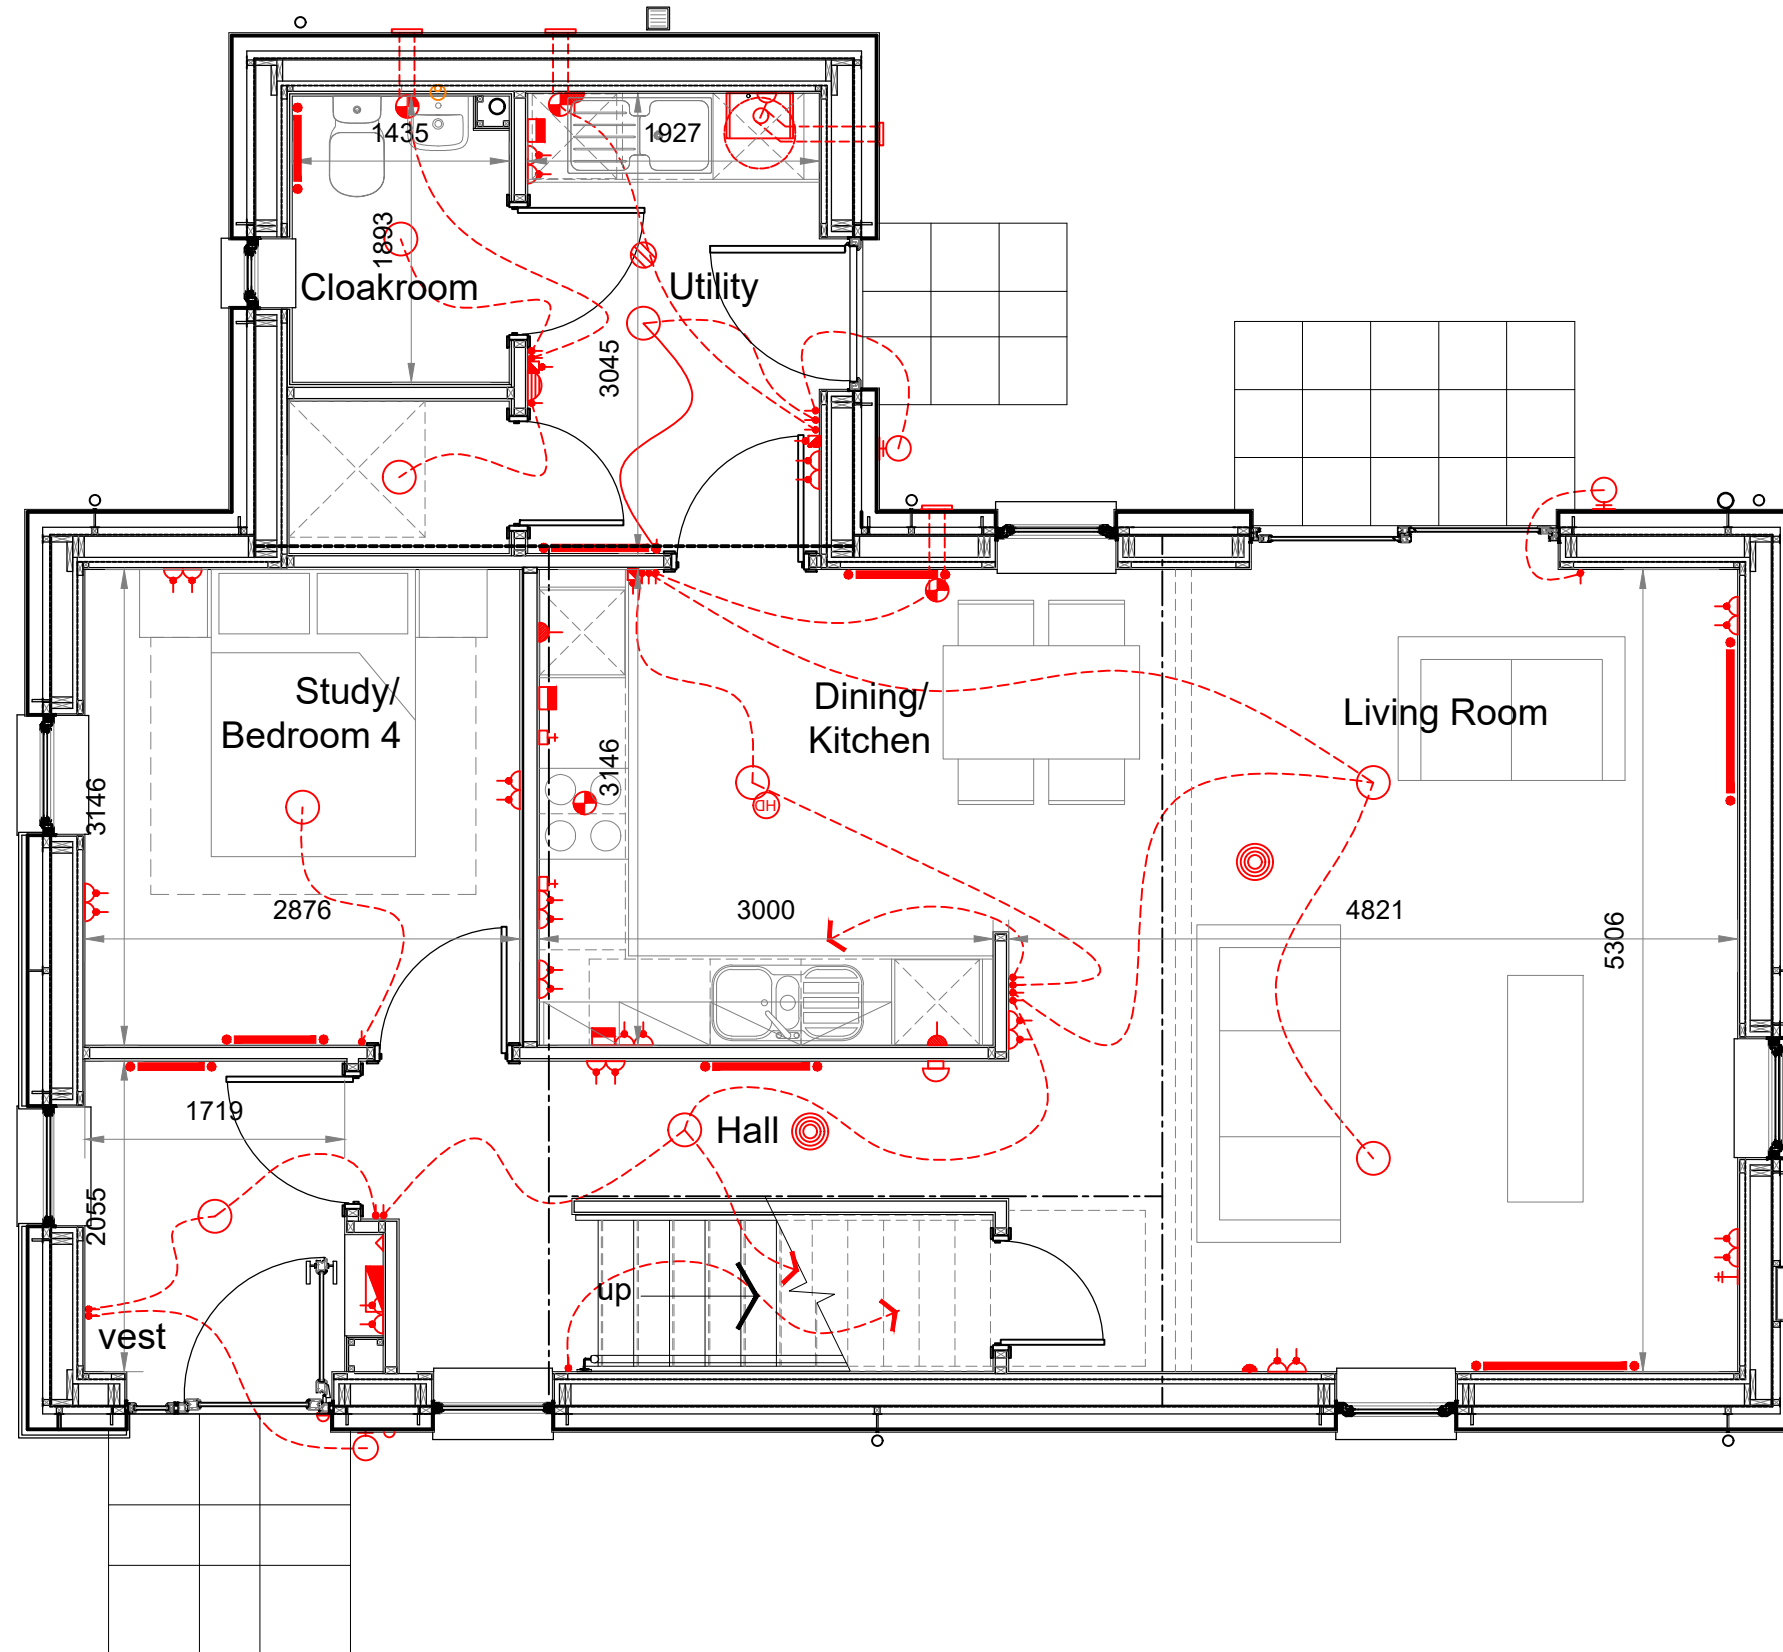 1435
1927
1893
Cloakroom
Utility
3045
Study/
Bedroom 4
Dining/
Kitchen
Living Room
3146
3146
HD
2876
3000
4821
5306
1719
Hall
2055
up
vest